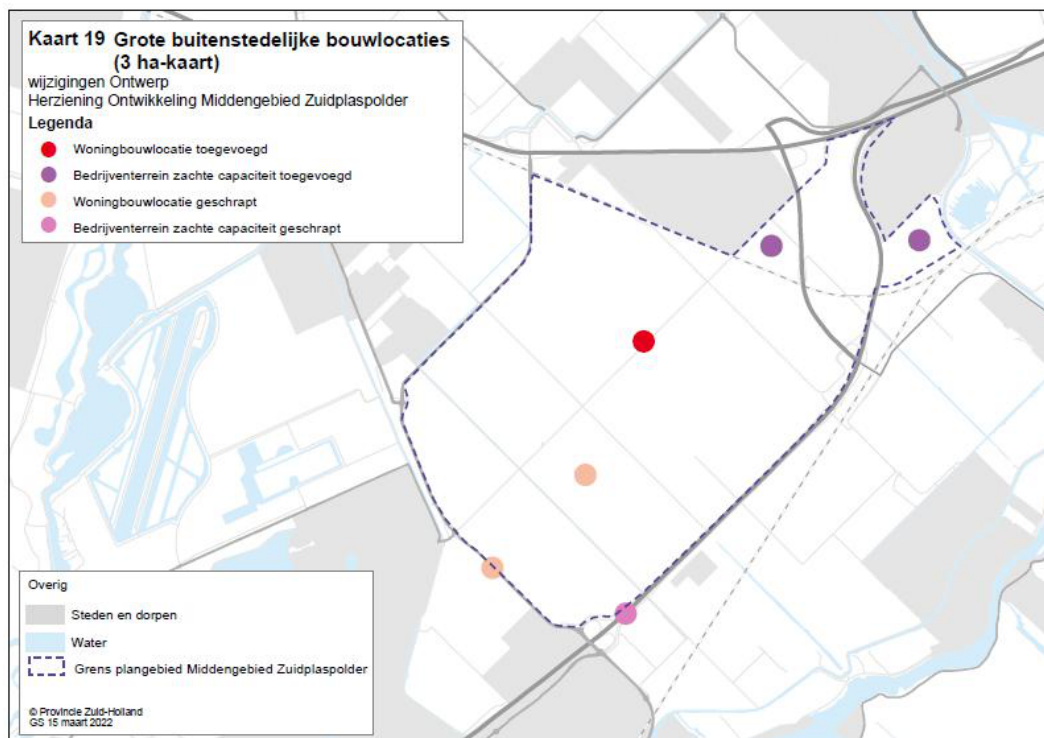 Kaart 19 Grote buitenstedelijke bouwlocaties
(3 ha-kaart)
wijzigingen Ontwerp
Herziening Ontwikkeling Middengebied Zuidplaspolder
Legenda
Woningbouwlocatie toegevoegd
Bedrijventerrein zachte capaciteit toegevoegd
Woningbouwlocatie geschrapt
Bedrijventerrein zachte capaciteit geschrapt
Overig
Steden en dorpen
Water
Grens plangebied Middengebied Zuidplaspolder
© Provincie Zuid-Holland
GS 15 maart 2022